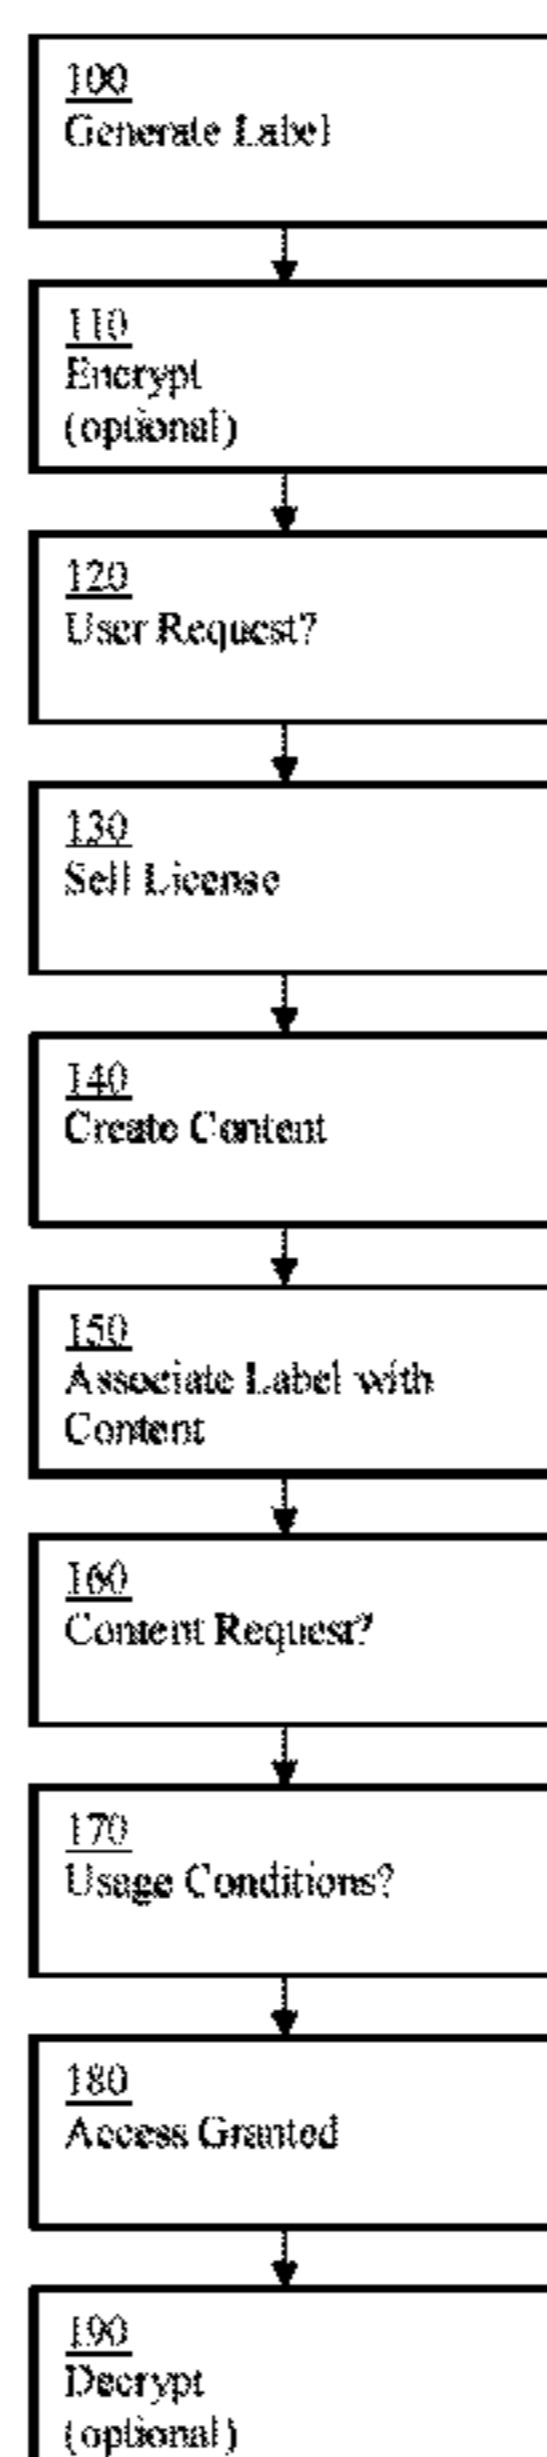 100
Generate Label
110
Encrypt
(optional)
120
User Request?
130
Sell License
140
Create Content
150
Associate Label with
Content
160
Content Request?
170
Usage Conditions?
180
Access Granted
190
Decrypt
(optional)